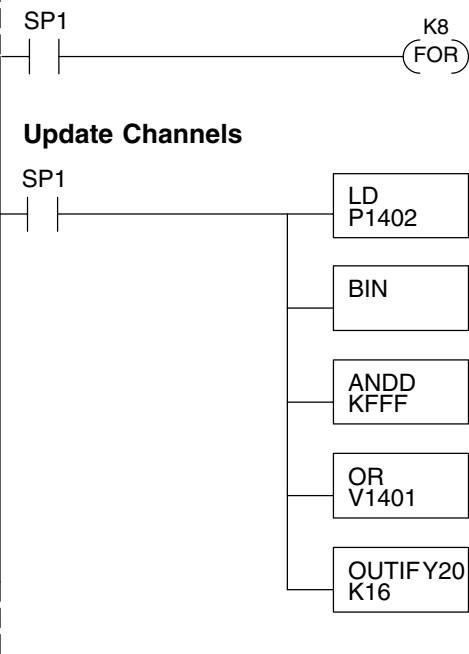 SP1
K8
FOR
Update Channels
SP1
LD
P1402
BIN
ANDD
KFFF
OR
V1401
OUTIF Y20
K16